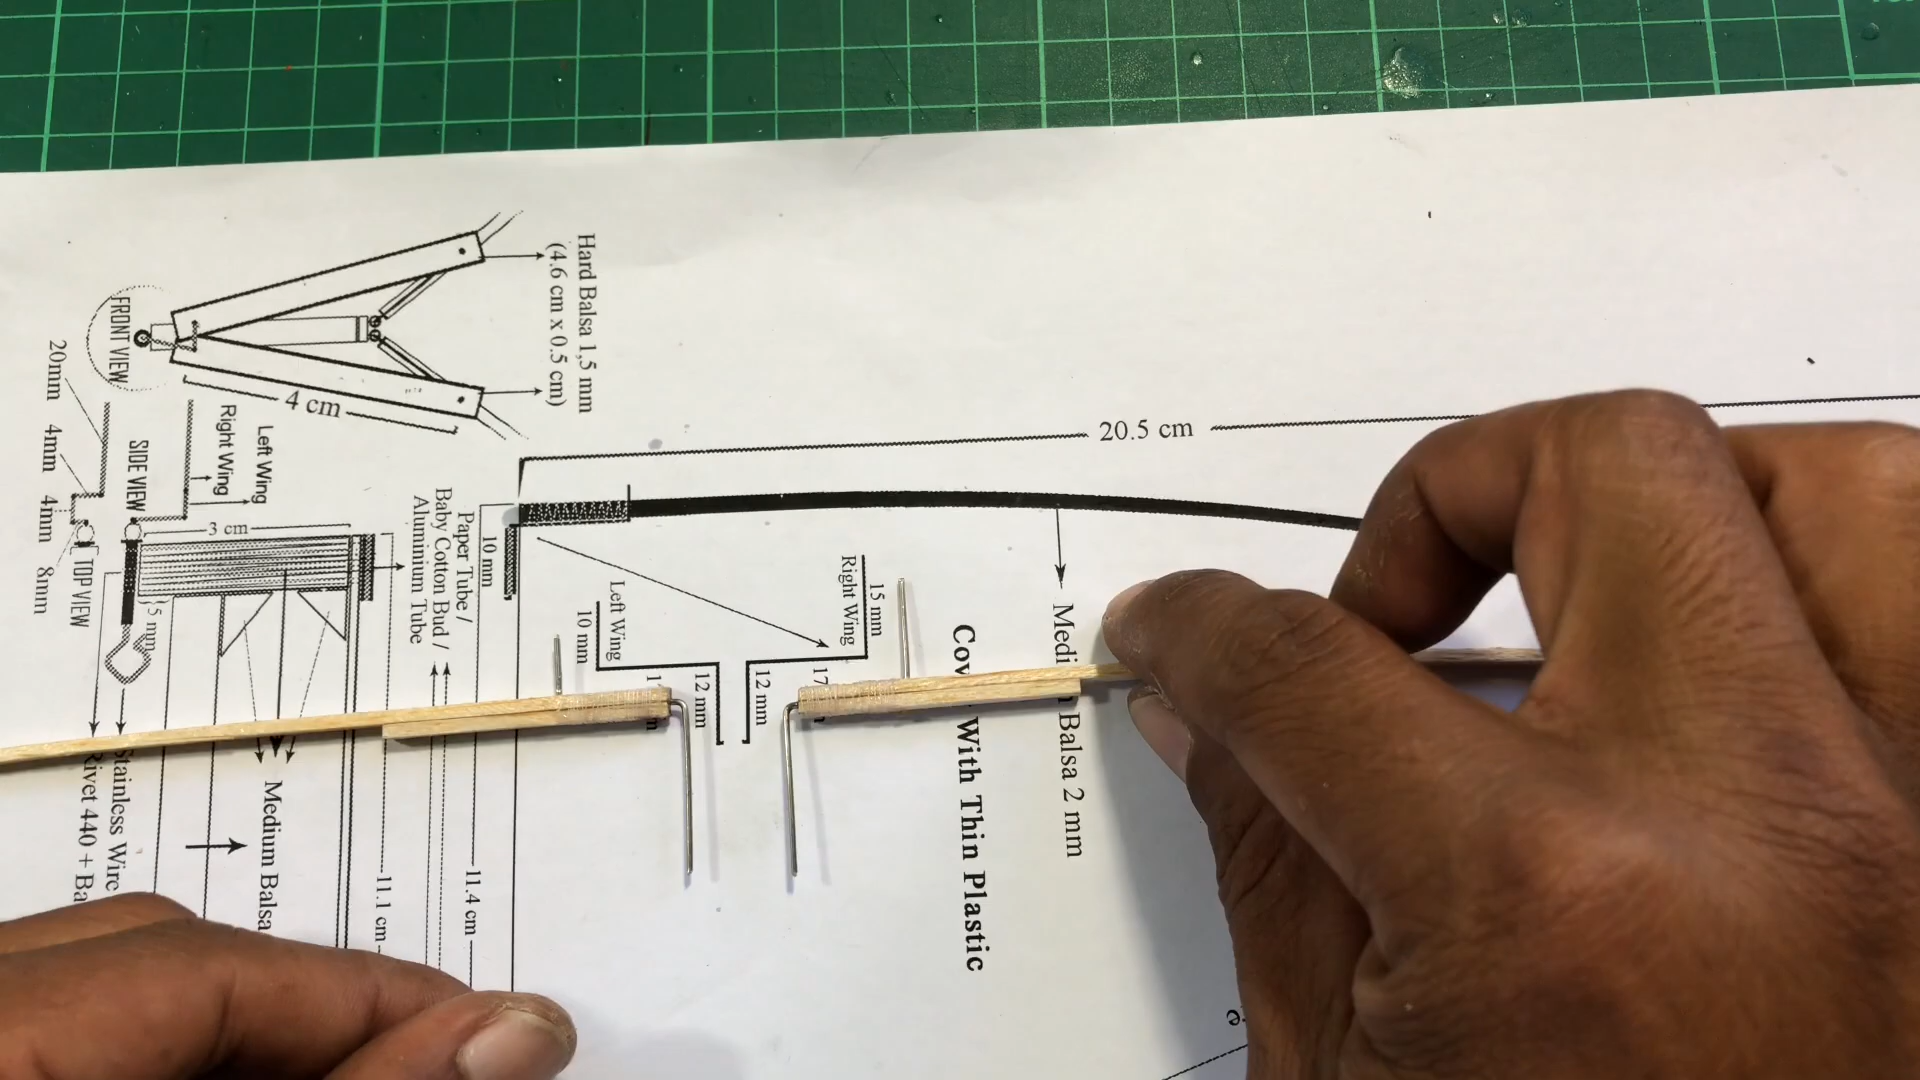 Hard Balsa 1,5 mm
(4.6 cm x 0.5 cm)
FRONT VIEW
4 cm
20mm
4mm
4mm
8mm
SIDE VIEW
TOP VIEW
Left Wing
Right Wing
3 cm
5 mm
Paper Tube /
Baby Cotton Bud /
Aluminium Tube
10 mm
20.5 cm
Left Wing
10 mm
12 mm
15 mm
Right Wing
12 mm
Medium Balsa 2 mm
With Thin Plastic
11.4 cm
11.1 cm
Medium Balsa
Stainless Wire
Rivet 440 + Ba